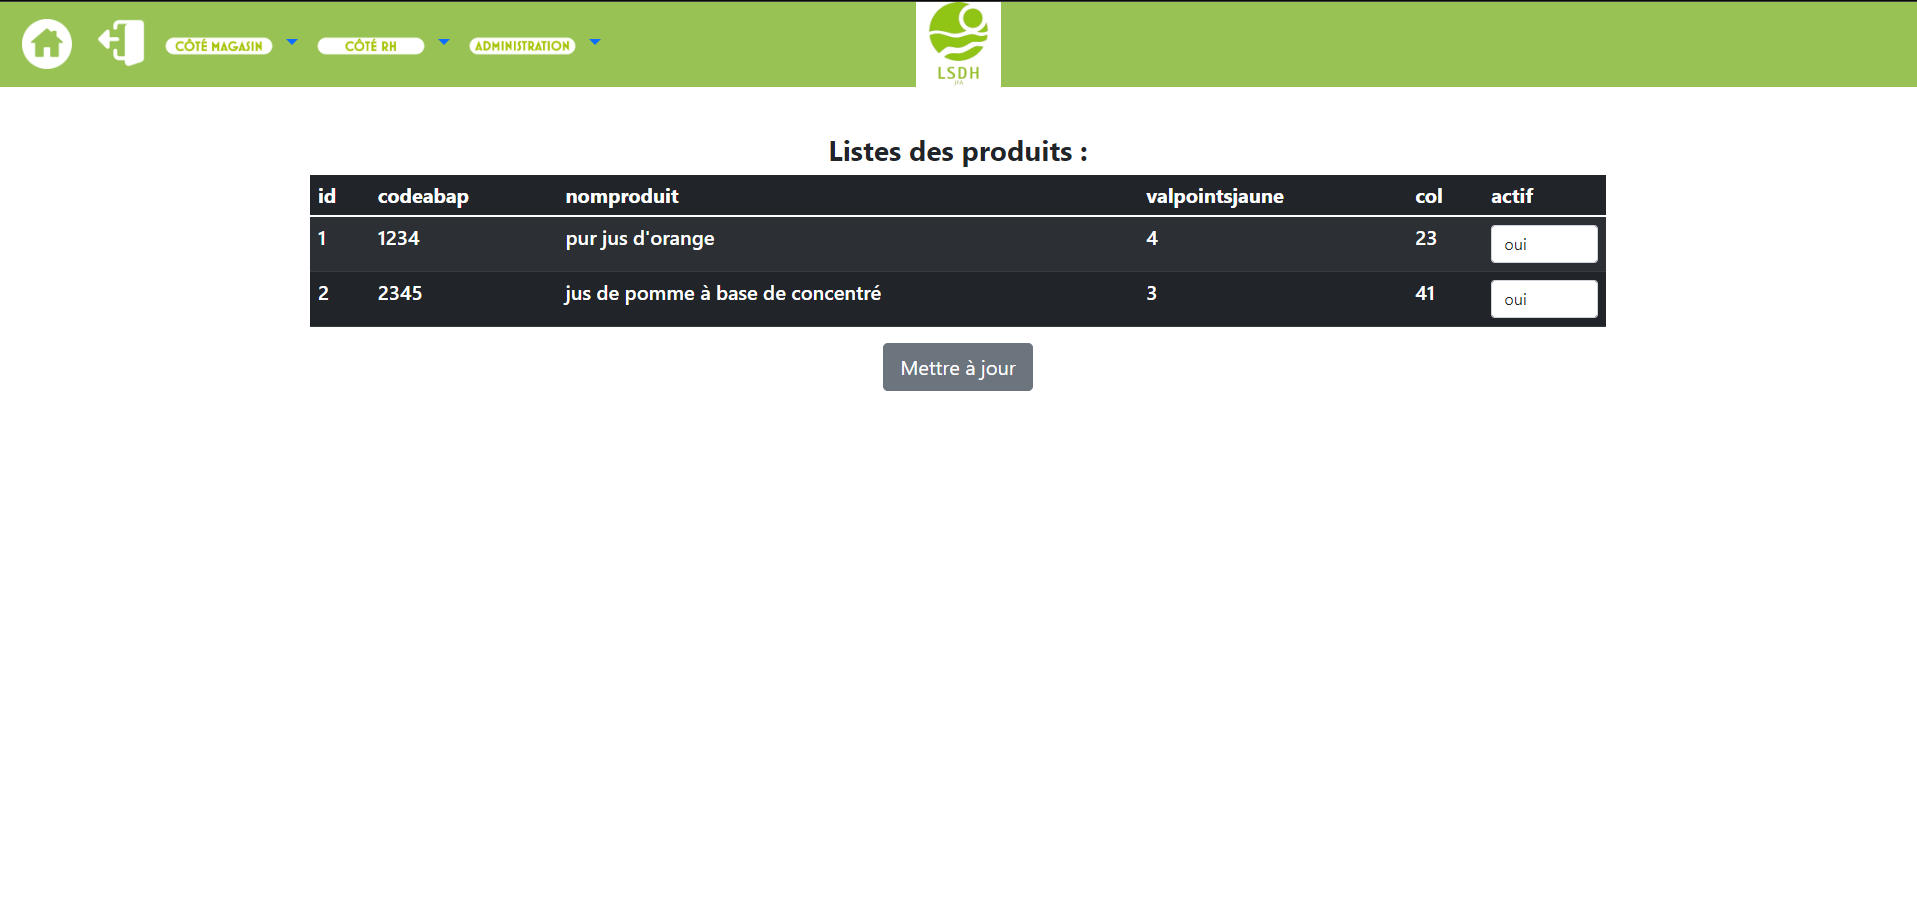 CÔTÉ MAGASIN CÔTÉ RH ADMINISTRATION
LSDH
JFA
Listes des produits :
id codeabap nomproduit valpointsjaune col actif
1 1234 pur jus d'orange 4 23 oui
2 2345 jus de pomme à base de concentré 3 41 oui
Mettre à jour